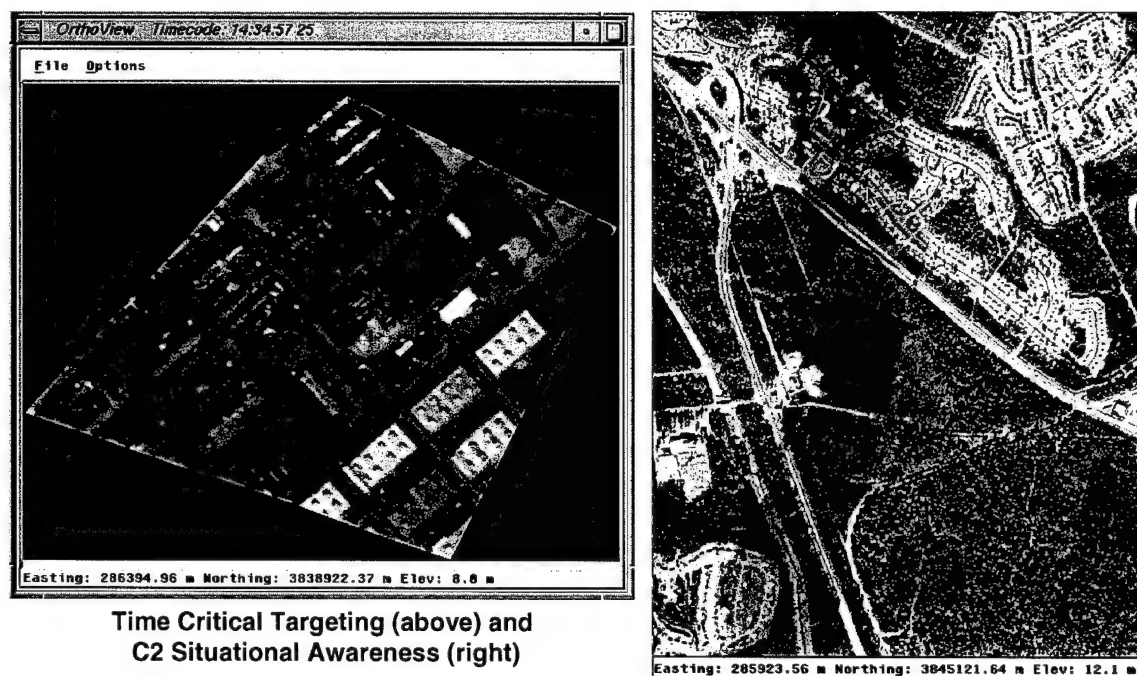 OrthoView Timecode: 14:34:57:25
File Options
Easting: 286394.96 m Northing: 3838922.37 m Elev: 8.8 m
Time Critical Targeting (above) and
C2 Situational Awareness (right)
Easting: 285923.56 m Northing: 3845121.64 m Elev: 12.1 m